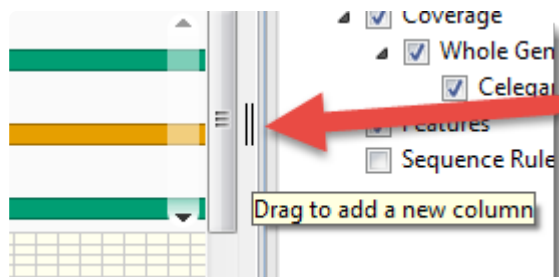 Coverage
Whole Gen
Celegar
Features
Sequence Rule
Drag to add a new column